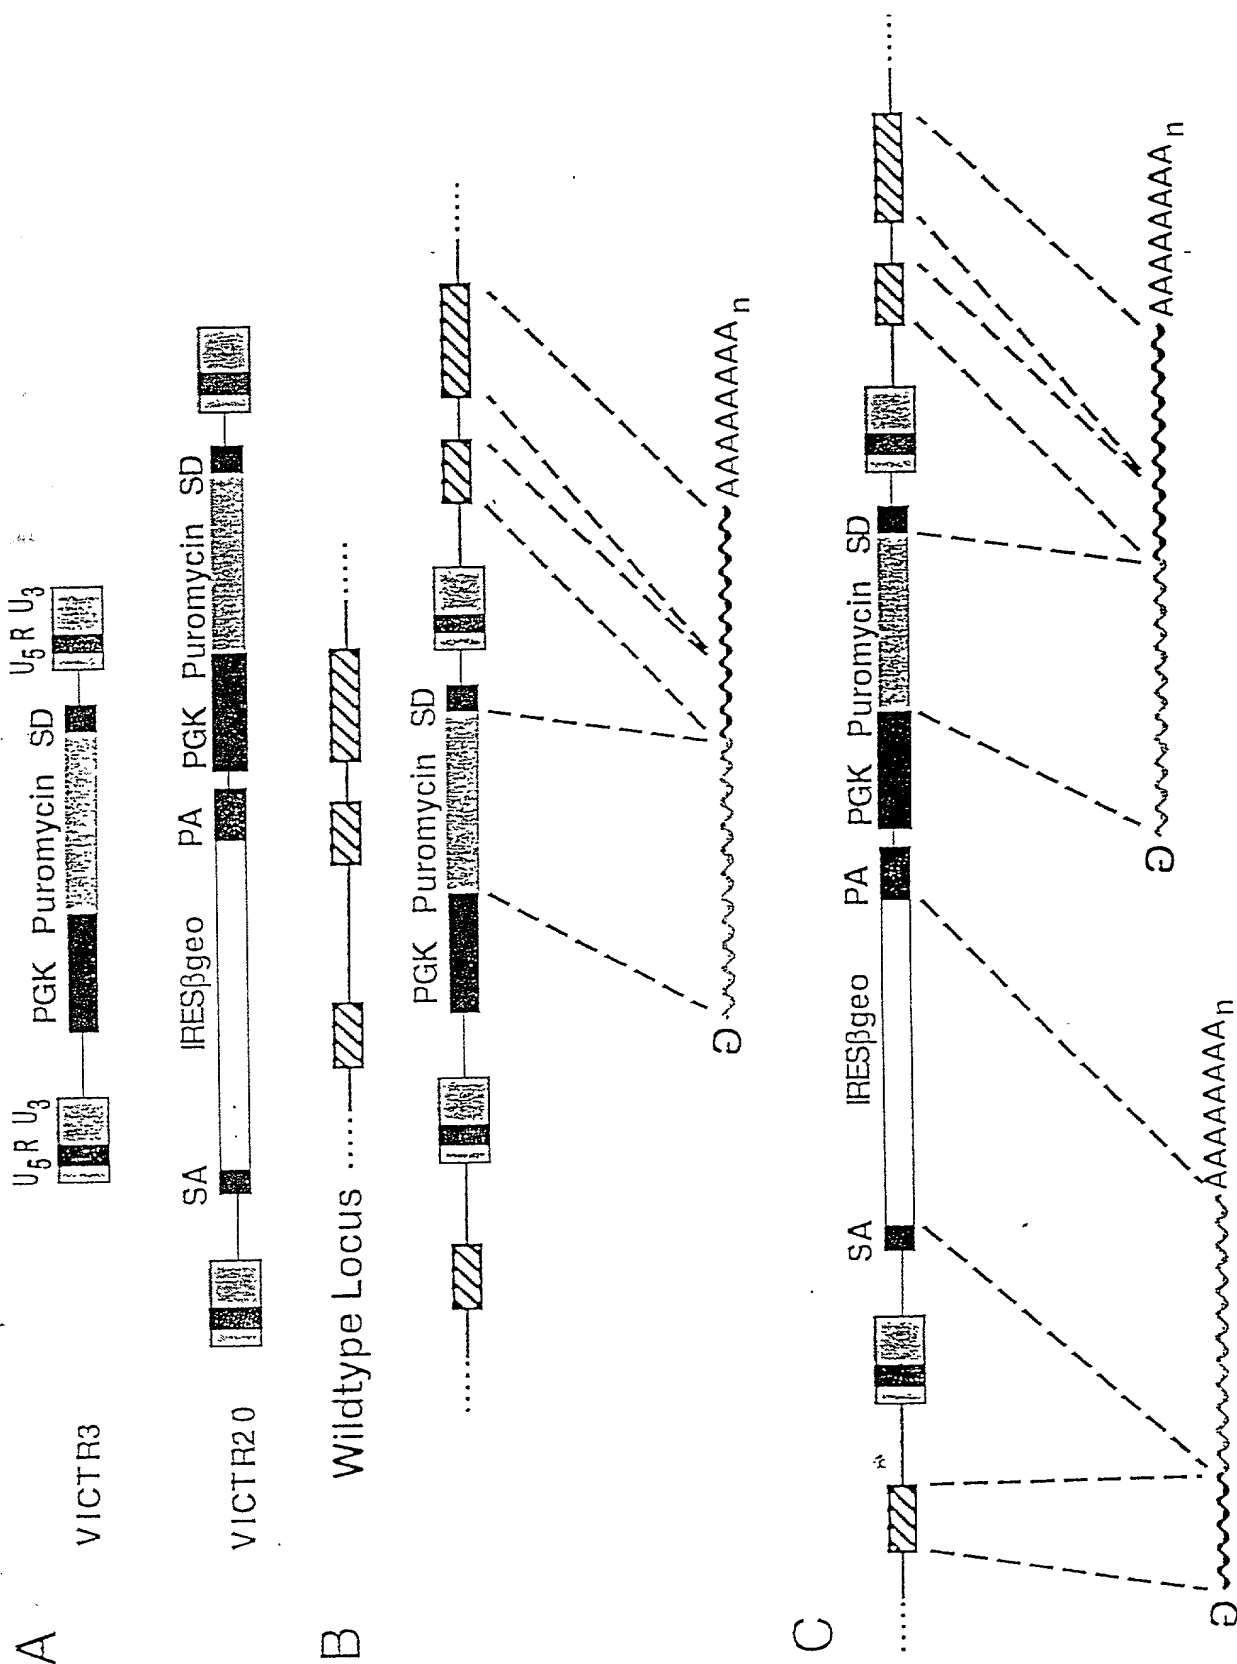 A
U5 R U3 U5 R U3
PGK Puromycin SD
VICTR3
SA IRESβgeo PA PGK Puromycin SD
VICTR20
B
Wildtype Locus
PGK Puromycin SD
G AAAAAAAAn
C
SA IRESβgeo PA PGK Puromycin SD
G AAAAAAAAn
G AAAAAAAAn